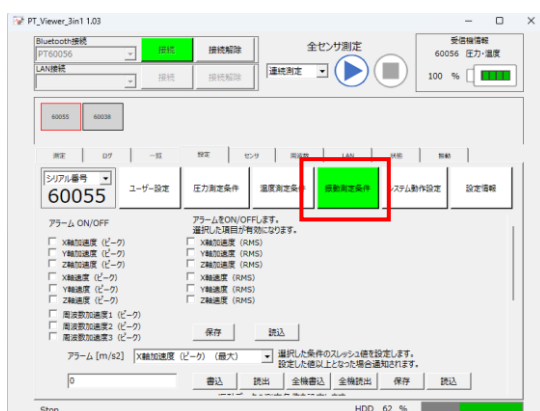 PT_Viewer_3in1 1.03
Bluetooth接続
PT60056
接続
接続解除
LAN接続
接続
接続解除
全センサ測定
連続測定
受信機情報
60056 圧力・温度
100 %
60055
60038
測定 ログ 一覧 設定 センサ 周波数 LAN 状態 無線
シリアル番号
60055
ユーザー設定
圧力測定条件
温度測定条件
振動測定条件
システム動作設定
設定情報
アラーム ON/OFF
アラームをON/OFFします。
選択した項目が有効になります。
X軸加速度 (ピーク) X軸加速度 (RMS)
Y軸加速度 (ピーク) Y軸加速度 (RMS)
Z軸加速度 (ピーク) Z軸加速度 (RMS)
X軸速度 (ピーク) X軸速度 (RMS)
Y軸速度 (ピーク) Y軸速度 (RMS)
Z軸速度 (ピーク) Z軸速度 (RMS)
周波数加速度1 (ピーク)
周波数加速度2 (ピーク)
周波数加速度3 (ピーク)
保存 読込
アラーム [m/s2] X軸加速度 (ピーク) (最大)
選択した条件のスレッショ値を設定します。
設定した値以上となった場合通知されます。
0
書込 読出 全機書込 全機読出 保存 読込
Stop HDD 62 %